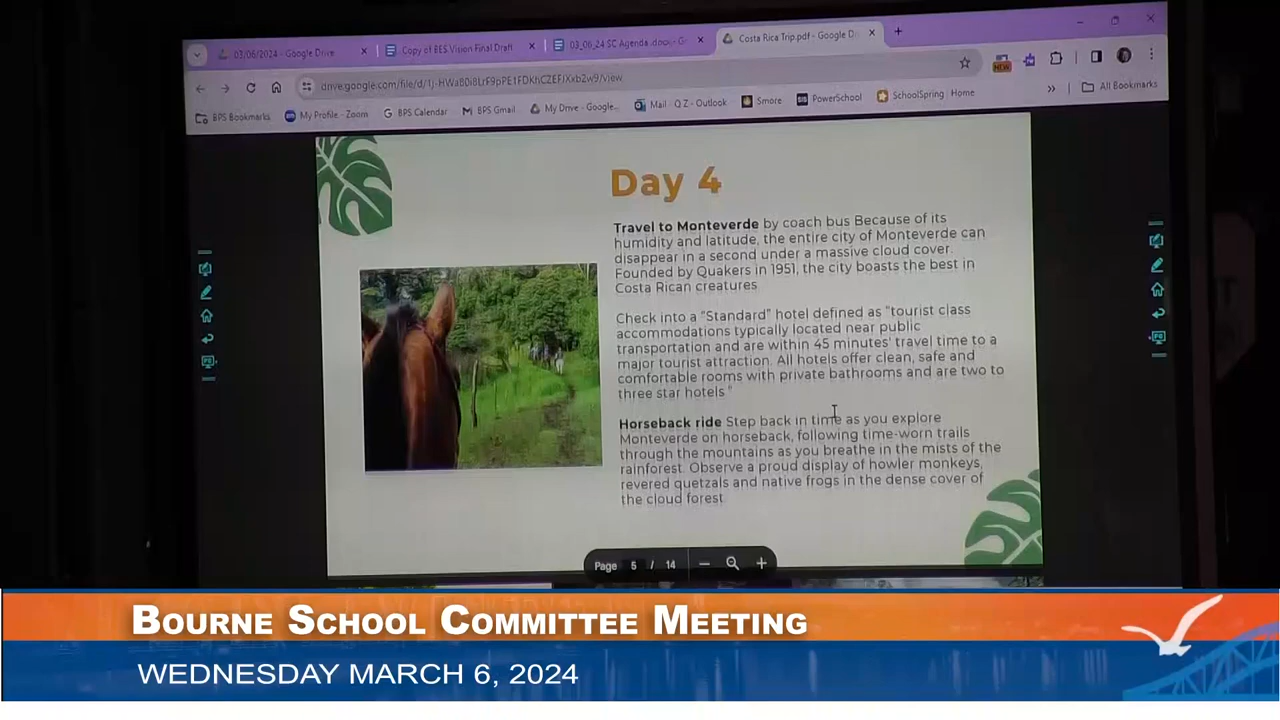 03/06/2024 - Google Drive
Copy of BES Vision Final Draft
03_06_24 SC Agenda .docx - G
Costa Rica Trip.pdf - Google D
BPS Bookmarks
My Profile - Zoom
BPS Calendar
BPS Gmail
My Drive - Google...
Mail - Q Z - Outlook
Smore
PowerSchool
SchoolSpring: Home
All Bookmarks
Day 4
Travel to Monteverde by coach bus Because of its
humidity and latitude, the entire city of Monteverde can
disappear in a second under a massive cloud cover.
Founded by Quakers in 1951, the city boasts the best in
Costa Rican creatures
Check into a “Standard” hotel defined as “tourist class
accommodations typically located near public
transportation and are within 45 minutes’ travel time to a
major tourist attraction. All hotels offer clean, safe and
comfortable rooms with private bathrooms and are two to
three star hotels ”
Horseback ride Step back in time as you explore
Monteverde on horseback, following time-worn trails
through the mountains as you breathe in the mists of the
rainforest. Observe a proud display of howler monkeys,
revered quetzals and native frogs in the dense cover of
the cloud forest
Page 5 / 14
BOURNE SCHOOL COMMITTEE MEETING
WEDNESDAY MARCH 6, 2024